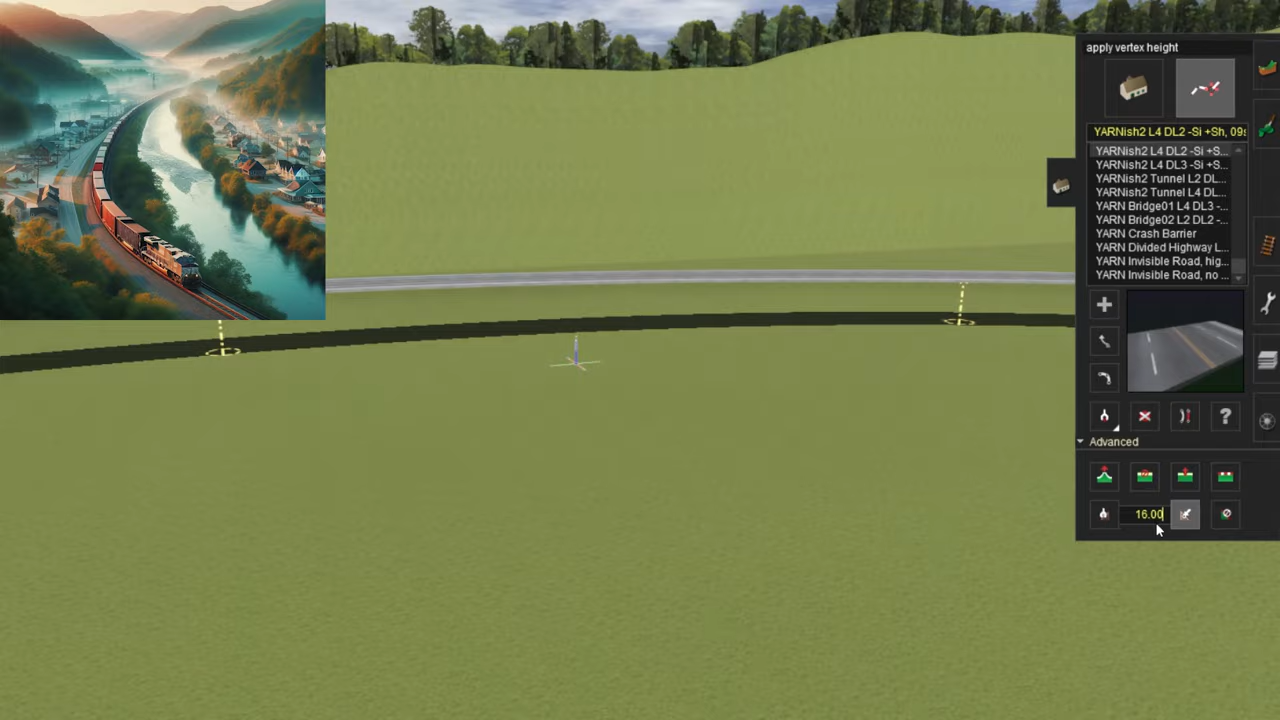 apply vertex height
YARNish2 L4 DL2 -Si +Sh, 09s
YARNish2 L4 DL2 -Si +S...
YARNish2 L4 DL3 -Si +S...
YARNish2 Tunnel L2 DL...
YARNish2 Tunnel L4 DL...
YARN Bridge01 L4 DL3 -...
YARN Bridge02 L2 DL2 -...
YARN Crash Barrier
YARN Divided Highway L...
YARN Invisible Road, hig...
YARN Invisible Road, no ...
?
Advanced
16.00